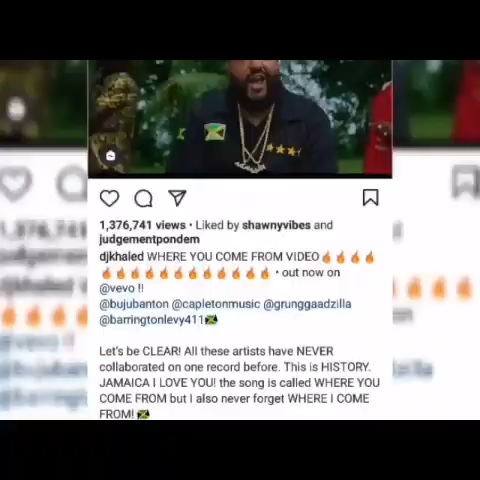 1,376,741 views • Liked by shawnyvibes and
judgementpondem
djkhaled WHERE YOU COME FROM VIDEO🔥🔥🔥🔥
🔥🔥🔥🔥🔥🔥🔥🔥🔥🔥🔥🔥 • out now on
@vevo !!
@bujubanton @capletonmusic @grunggaadzilla
@barringtonlevy411🇯🇲
Let's be CLEAR! All these artists have NEVER
collaborated on one record before. This is HISTORY.
JAMAICA I LOVE YOU! the song is called WHERE YOU
COME FROM but I also never forget WHERE I COME
FROM! 🇯🇲